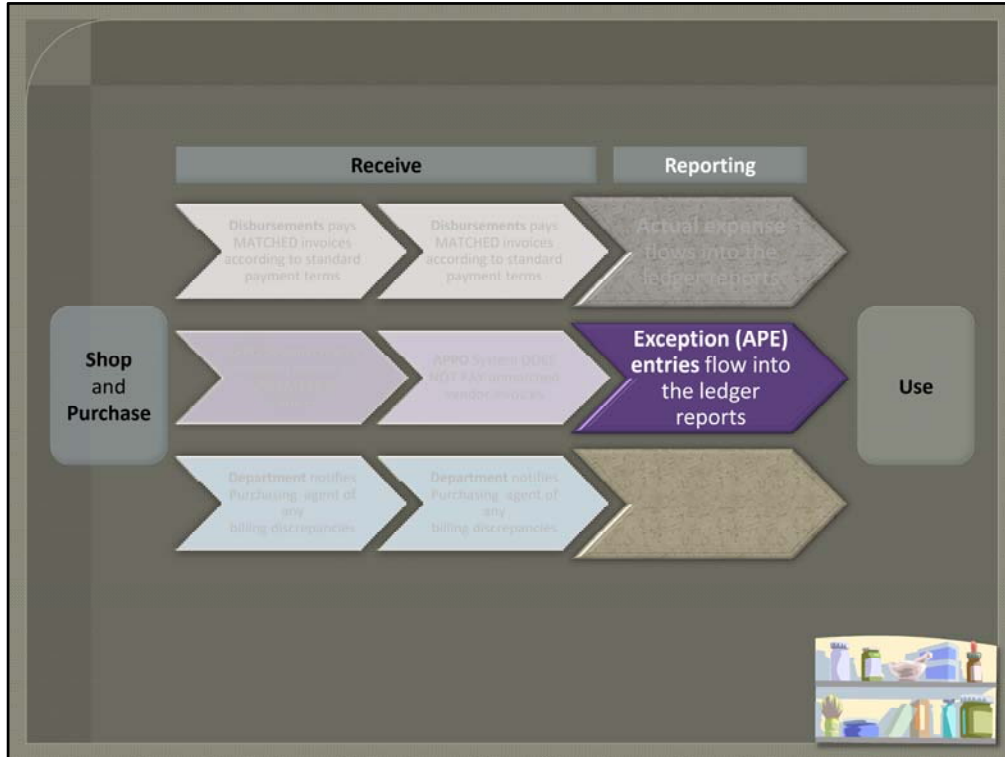 Receive
Reporting
Disbursements pays
MATCHED invoices
according to standard
payment terms
Disbursements pays
MATCHED invoices
according to standard
payment terms
Actual expense
flows into the
ledger reports
Shop
and
Purchase
APPO System DOES
NOT PAY unmatched
vendor invoices
Exception (APE)
entries flow into
the ledger
reports
Use
Department notifies
Purchasing agent of
any
billing discrepancies
Department notifies
Purchasing agent of
any
billing discrepancies